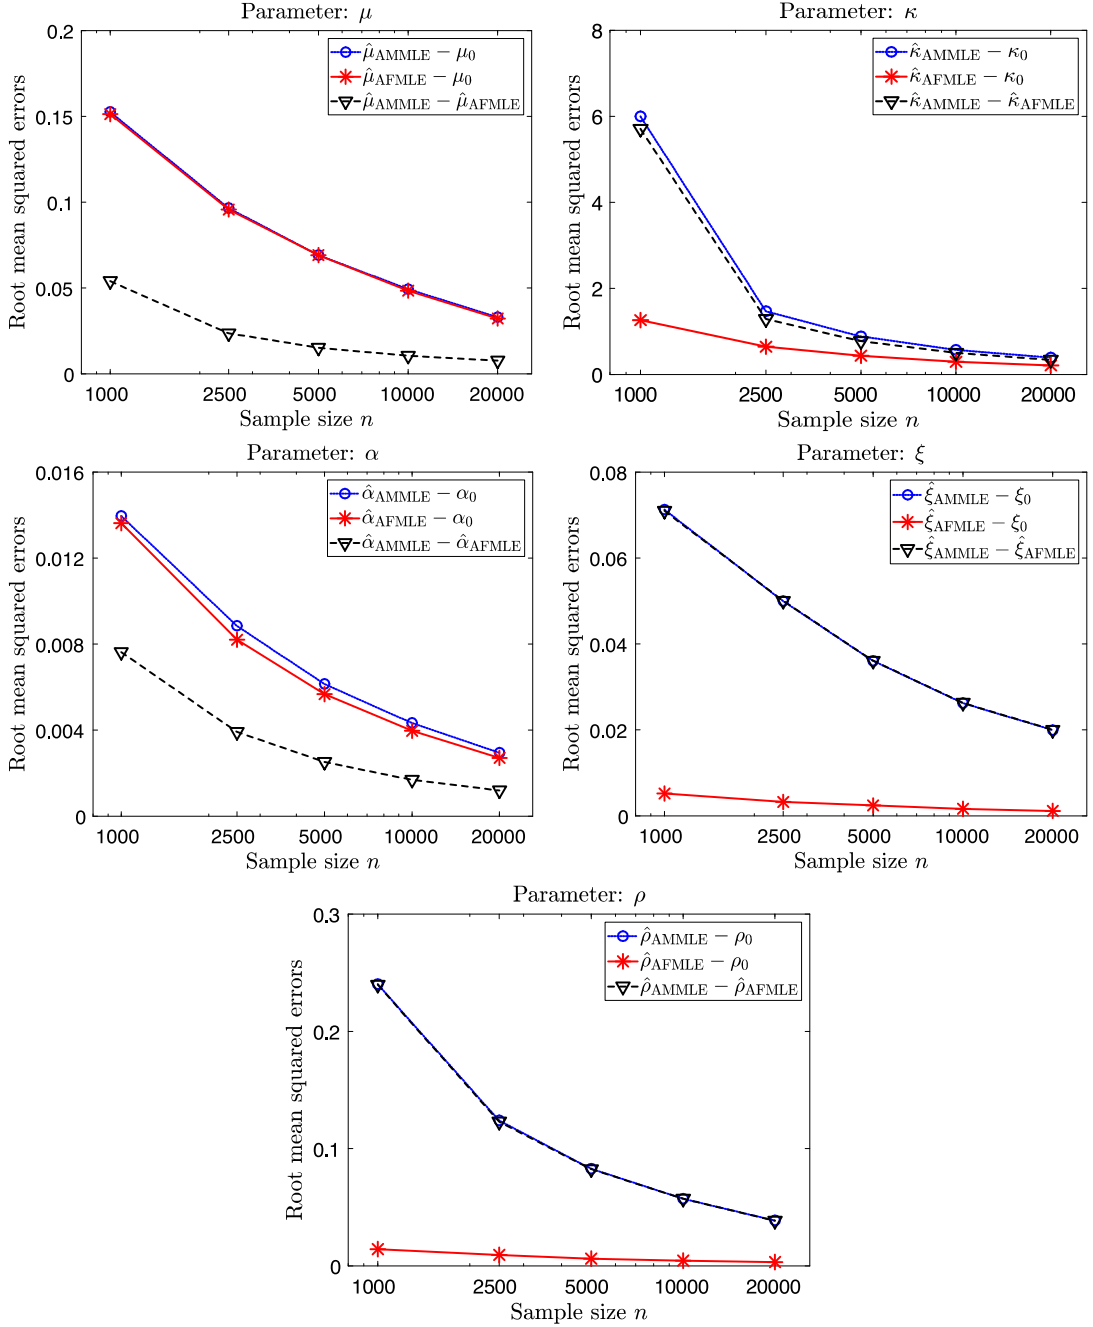 Parameter: μ
Root mean squared errors
0.2
0.15
0.1
0.05
0
μ̂AMMLE − μ0
μ̂AFMLE − μ0
μ̂AMMLE − μ̂AFMLE
1000 2500 5000 10000 20000
Sample size n
Parameter: κ
Root mean squared errors
8
6
4
2
0
κ̂AMMLE − κ0
κ̂AFMLE − κ0
κ̂AMMLE − κ̂AFMLE
1000 2500 5000 10000 20000
Sample size n
Parameter: α
Root mean squared errors
0.016
0.012
0.008
0.004
0
α̂AMMLE − α0
α̂AFMLE − α0
α̂AMMLE − α̂AFMLE
1000 2500 5000 10000 20000
Sample size n
Parameter: ξ
Root mean squared errors
0.08
0.06
0.04
0.02
0
ξ̂AMMLE − ξ0
ξ̂AFMLE − ξ0
ξ̂AMMLE − ξ̂AFMLE
1000 2500 5000 10000 20000
Sample size n
Parameter: ρ
Root mean squared errors
0.3
0.2
0.1
0
ρ̂AMMLE − ρ0
ρ̂AFMLE − ρ0
ρ̂AMMLE − ρ̂AFMLE
1000 2500 5000 10000 20000
Sample size n